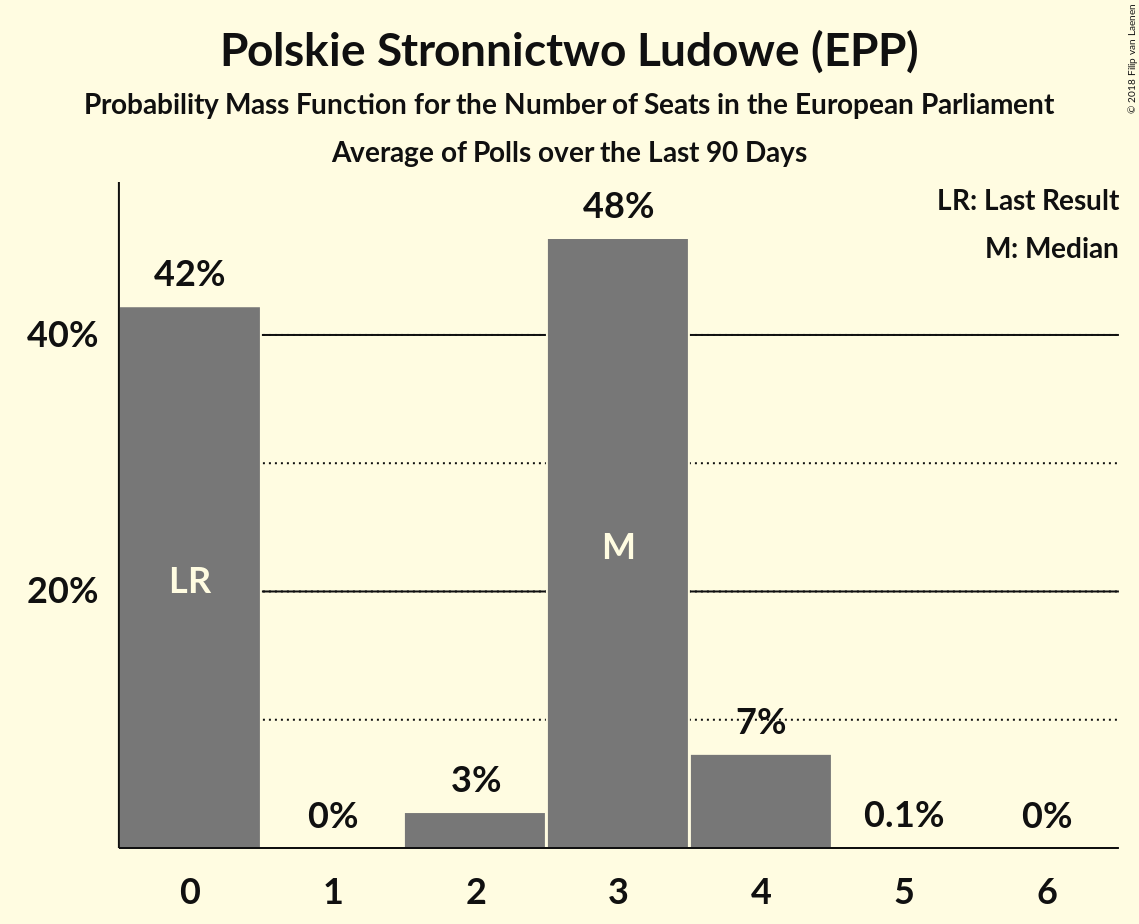 Polskie Stronnictwo Ludowe (EPP)
Probability Mass Function for the Number of Seats in the European Parliament
Average of Polls over the Last 90 Days
© 2018 Filip van Laenen
LR: Last Result
M: Median
48%
42%
40%
M
LR
20%
7%
3%
0%
0.1%
0%
0 1 2 3 4 5 6